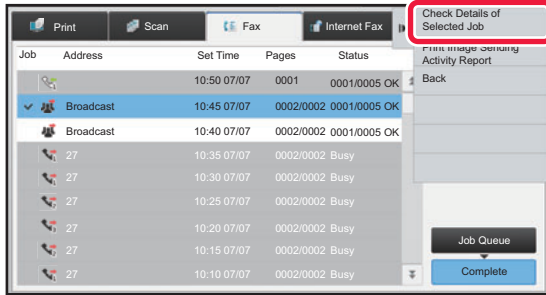 Print Scan Fax Internet Fax
Check Details of
Selected Job
Print Image Sending
Activity Report
Back
Job Address Set Time Pages Status
10:50 07/07 0001 0001/0005 OK
Broadcast 10:45 07/07 0002/0002 0001/0005 OK
Broadcast 10:40 07/07 0002/0002 0001/0005 OK
27 10:35 07/07 0002/0002 Busy
27 10:30 07/07 0002/0002 Busy
27 10:25 07/07 0002/0002 Busy
27 10:20 07/07 0002/0002 Busy
27 10:15 07/07 0002/0002 Busy
27 10:10 07/07 0002/0002 Busy
Job Queue
Complete